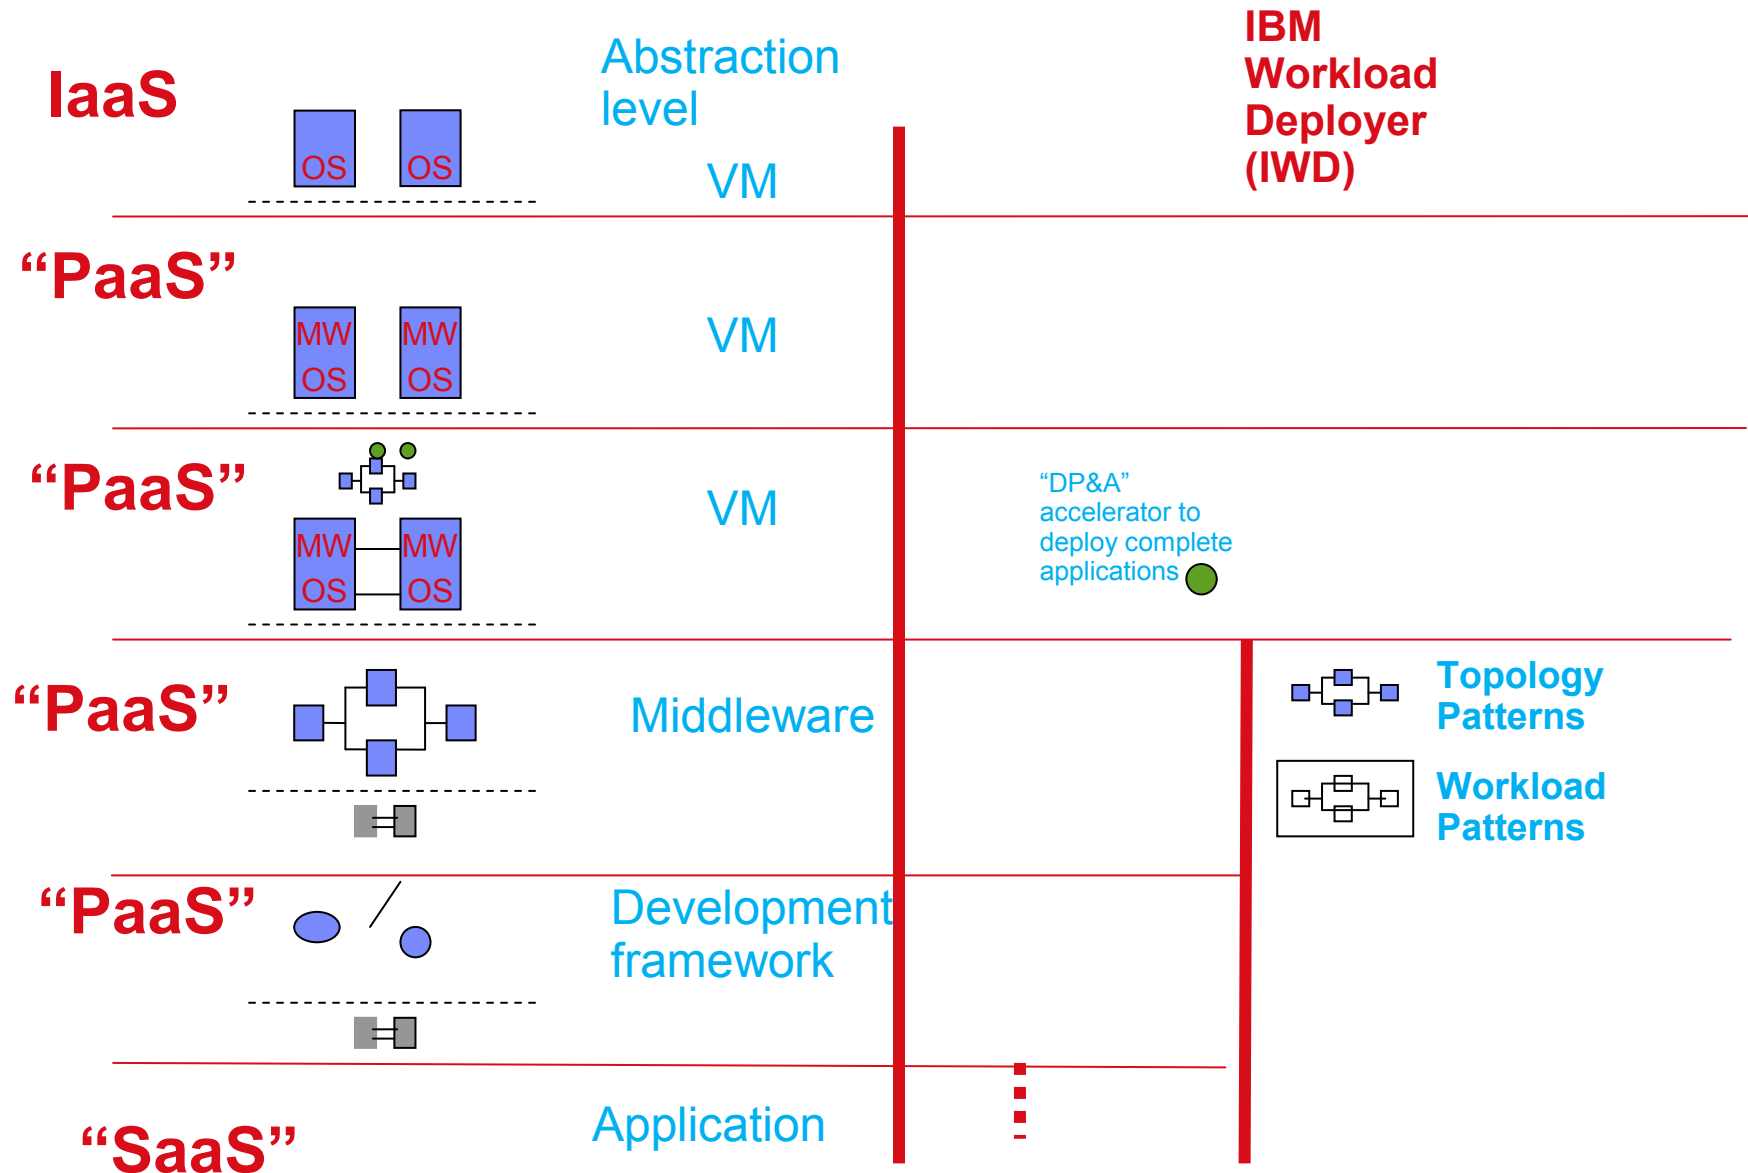 IaaS
OS
OS
Abstraction
level
VM
IBM
Workload
Deployer
(IWD)
“PaaS”
MW
OS
MW
OS
VM
“PaaS”
MW
OS
MW
OS
VM
“DP&A”
accelerator to
deploy complete
applications
“PaaS”
Middleware
Topology
Patterns
Workload
Patterns
“PaaS”
Development
framework
“SaaS”
Application